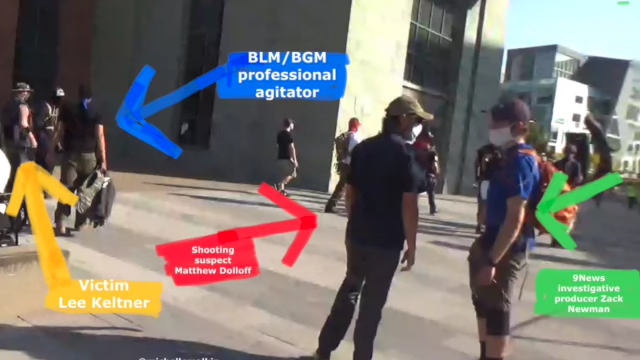 BLM/BGM
professional
agitator
Shooting
suspect
Matthew Dolloff
Victim
Lee Keltner
9News
investigative
producer Zack
Newman